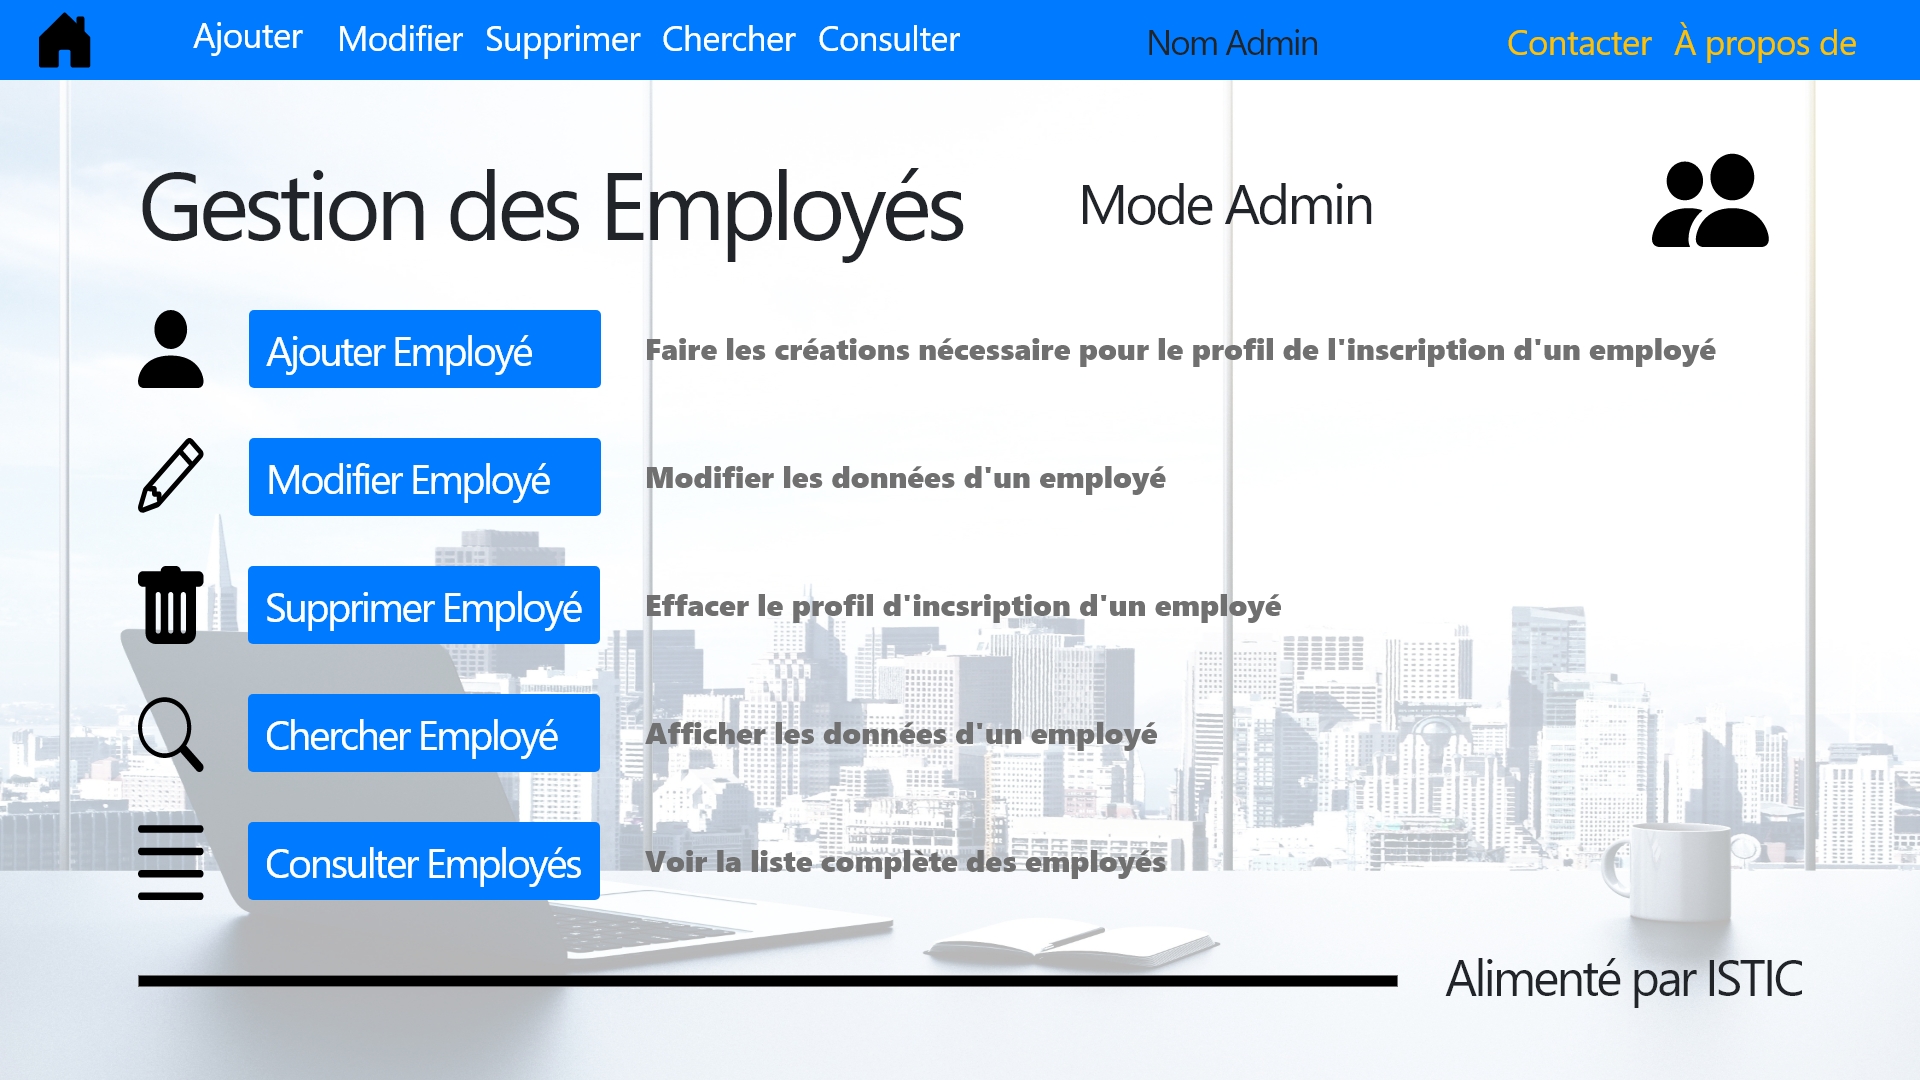 Ajouter Modifier Supprimer Chercher Consulter Nom Admin Contacter À propos de
Gestion des Employés Mode Admin
Ajouter Employé Faire les créations nécessaire pour le profil de l'inscription d'un employé
Modifier Employé Modifier les données d'un employé
Supprimer Employé Effacer le profil d'incsription d'un employé
Chercher Employé Afficher les données d'un employé
Consulter Employés Voir la liste complète des employés
Alimenté par ISTIC